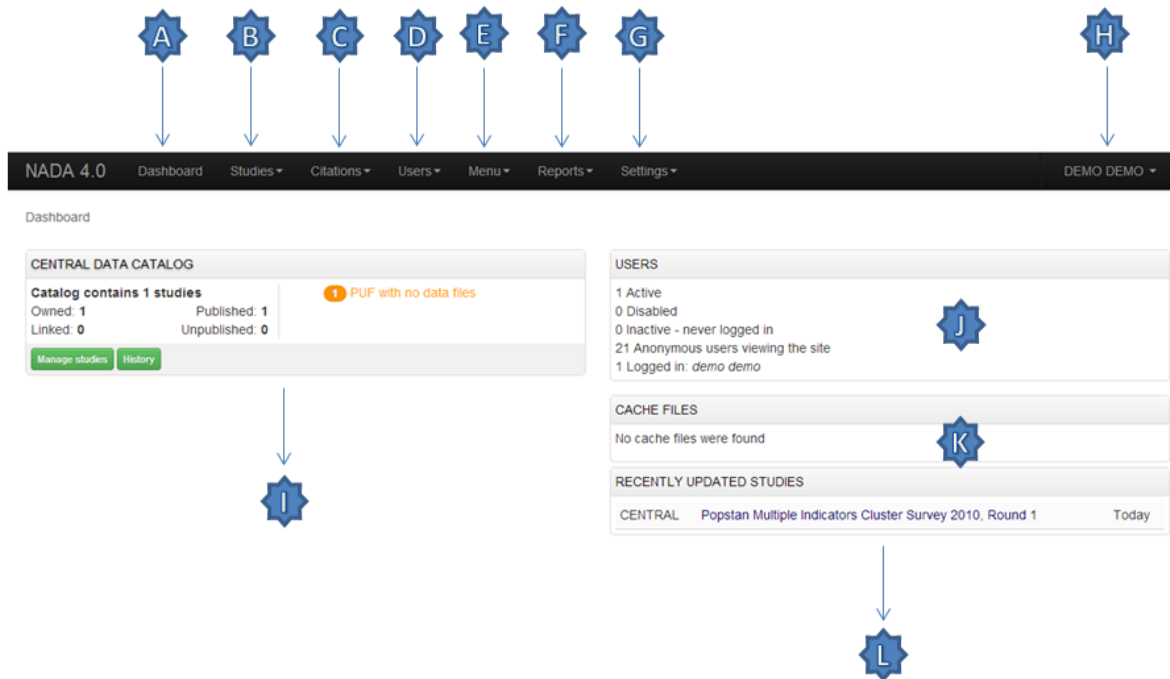 A B C D E F G H
NADA 4.0 Dashboard Studies Citations Users Menu Reports Settings DEMO DEMO
Dashboard
CENTRAL DATA CATALOG
Catalog contains 1 studies
Owned: 1 Published: 1
Linked: 0 Unpublished: 0
1 PUF with no data files
Manage studies History
I
USERS
1 Active
0 Disabled
0 Inactive - never logged in
21 Anonymous users viewing the site
1 Logged in: demo demo
J
CACHE FILES
No cache files were found
K
RECENTLY UPDATED STUDIES
CENTRAL Popstan Multiple Indicators Cluster Survey 2010, Round 1 Today
L